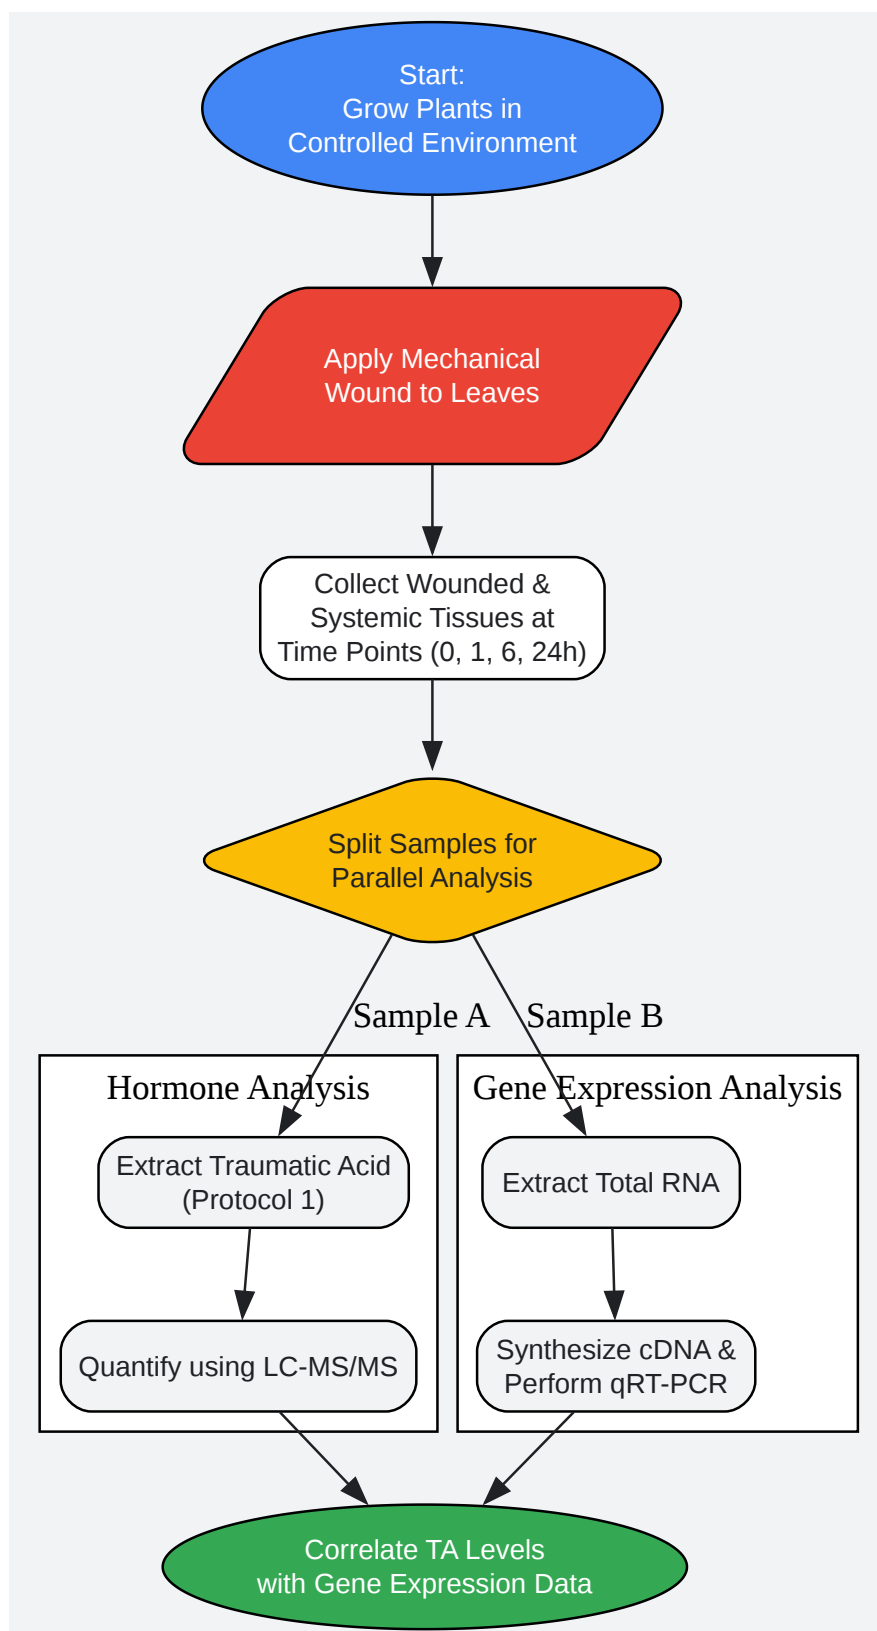 Start:
Grow Plants in
Controlled Environment
Apply Mechanical
Wound to Leaves
Collect Wounded &
Systemic Tissues at
Time Points (0, 1, 6, 24h)
Split Samples for
Parallel Analysis
Sample A
Sample B
Hormone Analysis
Extract Traumatic Acid
(Protocol 1)
Quantify using LC-MS/MS
Gene Expression Analysis
Extract Total RNA
Synthesize cDNA &
Perform qRT-PCR
Correlate TA Levels
with Gene Expression Data